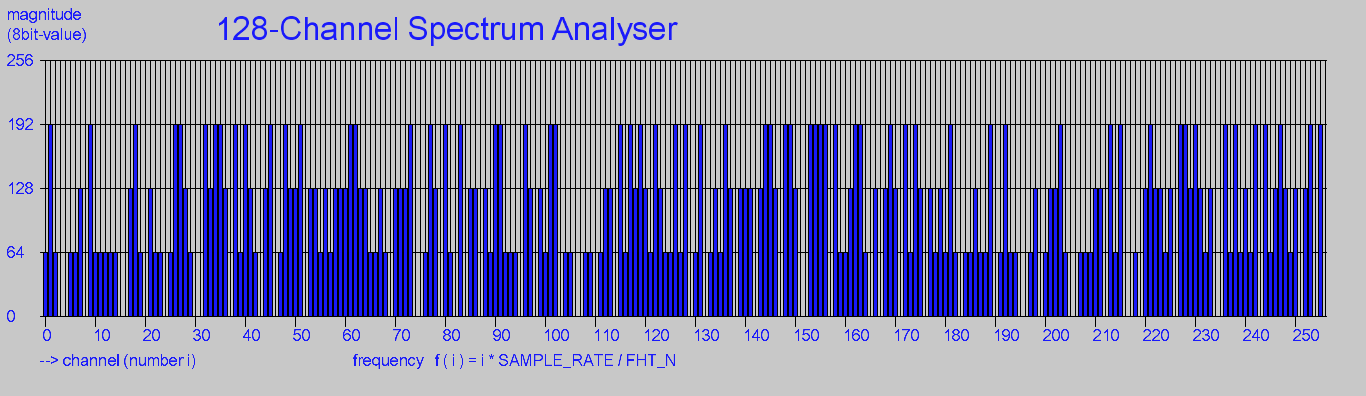 magnitude
(8bit-value)
128-Channel Spectrum Analyser
256
192
128
64
0
0 10 20 30 40 50 60 70 80 90 100 110 120 130 140 150 160 170 180 190 200 210 220 230 240 250
--> channel (number i)
frequency f ( i ) = i * SAMPLE_RATE / FHT_N